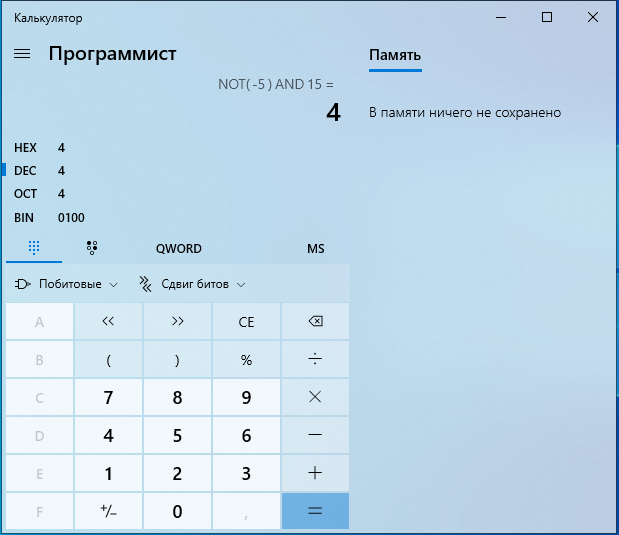 Калькулятор
Программист
Память
NOT( -5 ) AND 15 =
4
В памяти ничего не сохранено
HEX 4
DEC 4
OCT 4
BIN 0100
QWORD MS
Побитовые Сдвиг битов
A << >> CE
B ( ) % ÷
C 7 8 9 ×
D 4 5 6 −
E 1 2 3 +
F +/− 0 , =